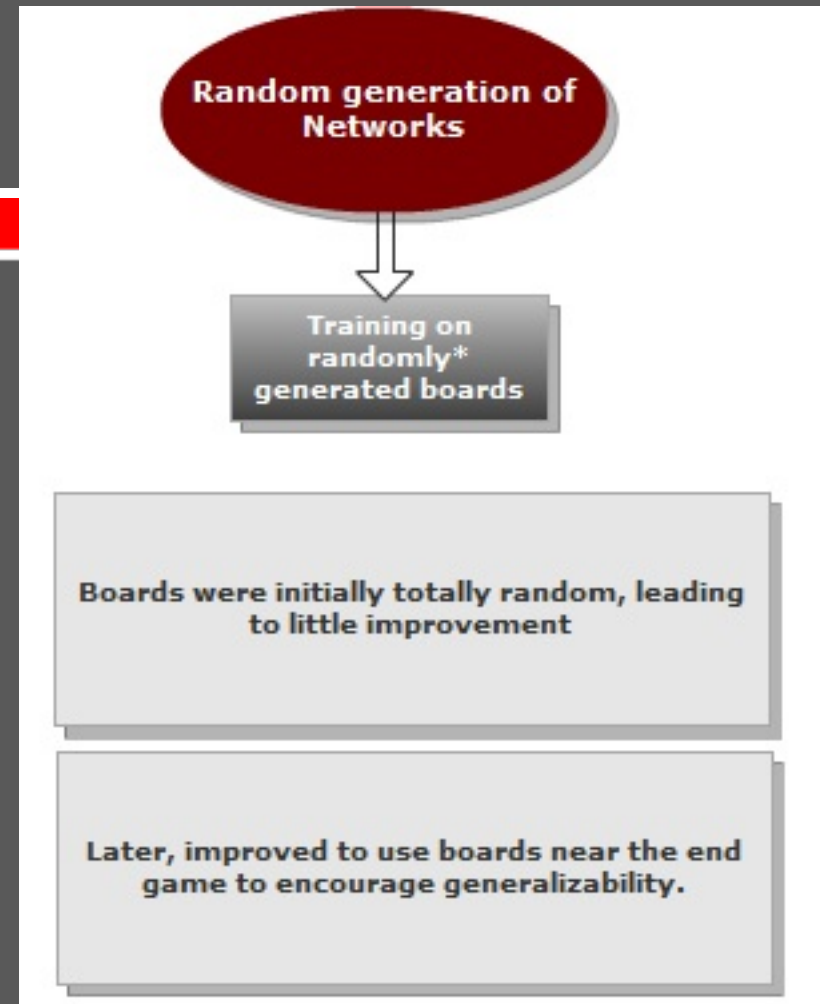 Random generation of
Networks
Training on
randomly*
generated boards
Boards were initially totally random, leading
to little improvement
Later, improved to use boards near the end
game to encourage generalizability.